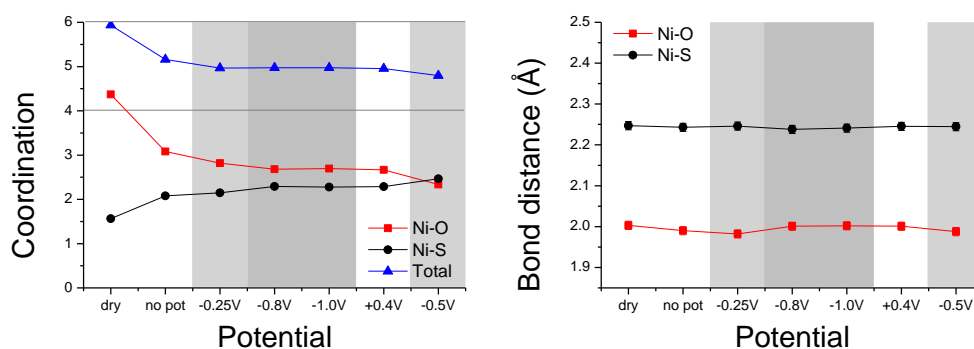 Coordination
6
5
4
3
2
1
0
Ni-O
Ni-S
Total
dry no pot -0.25V -0.8V -1.0V +0.4V -0.5V
Potential
Bond distance (Å)
2.5
2.4
2.3
2.2
2.1
2.0
1.9
Ni-O
Ni-S
dry no pot -0.25V -0.8V -1.0V +0.4V -0.5V
Potential